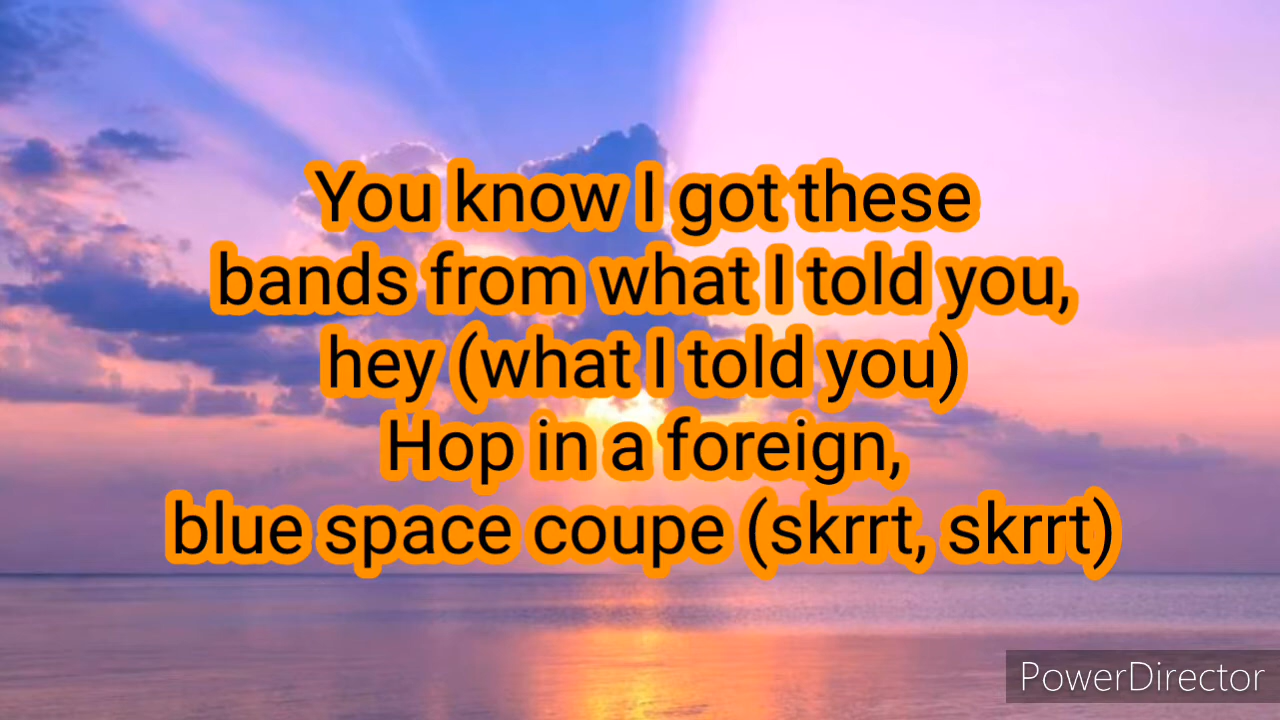 You know I got these
bands from what I told you,
hey (what I told you)
Hop in a foreign,
blue space coupe (skrrt, skrrt)
PowerDirector